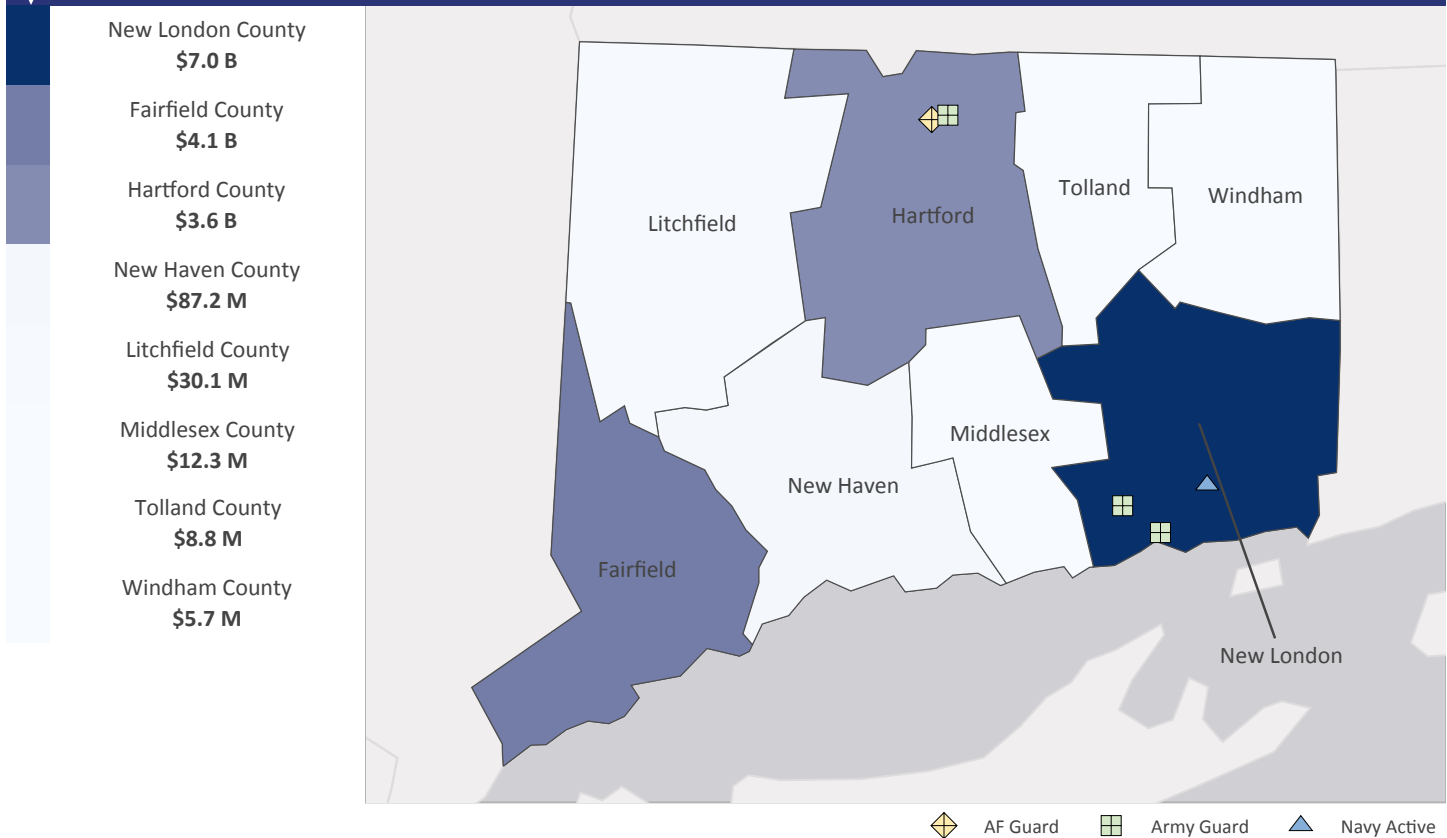 New London County
$7.0 B
Fairfield County
$4.1 B
Hartford County
$3.6 B
New Haven County
$87.2 M
Litchfield County
$30.1 M
Middlesex County
$12.3 M
Tolland County
$8.8 M
Windham County
$5.7 M
Litchfield
Hartford
Tolland
Windham
Middlesex
New Haven
Fairfield
New London
AF Guard
Army Guard
Navy Active